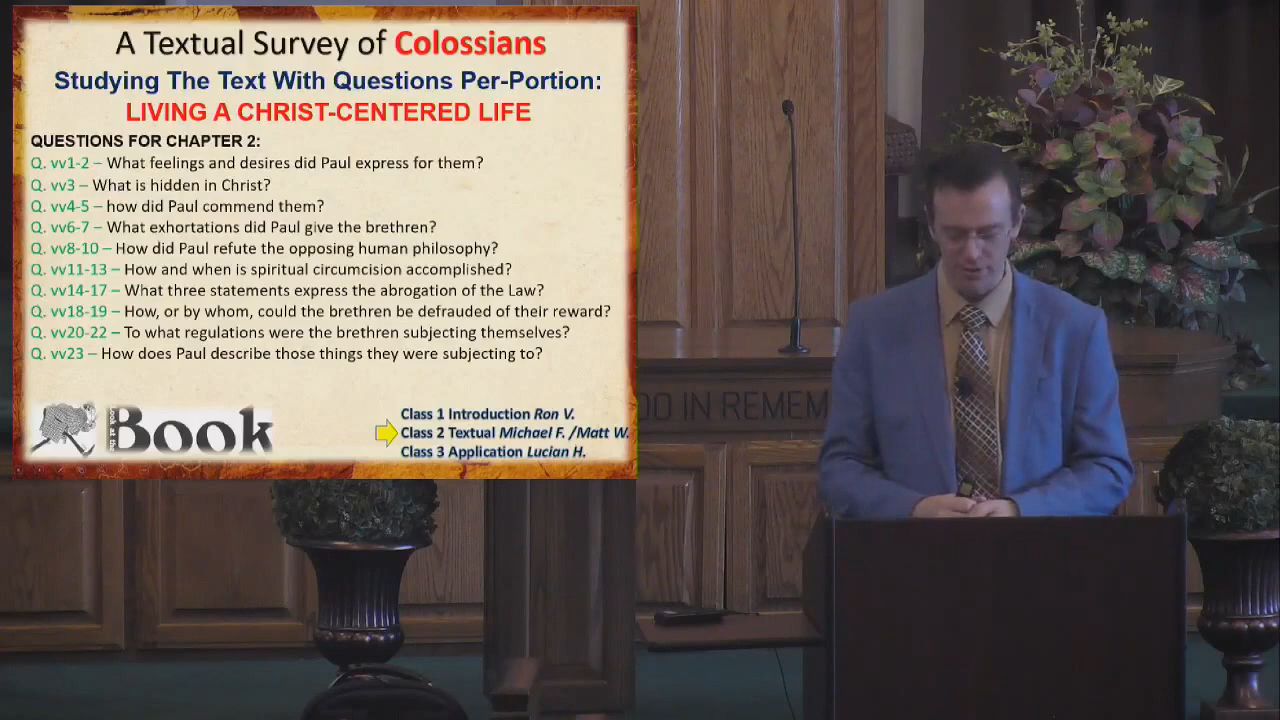 A Textual Survey of Colossians
Studying The Text With Questions Per-Portion:
LIVING A CHRIST-CENTERED LIFE
QUESTIONS FOR CHAPTER 2:
Q. vv1-2 – What feelings and desires did Paul express for them?
Q. vv3 – What is hidden in Christ?
Q. vv4-5 – how did Paul commend them?
Q. vv6-7 – What exhortations did Paul give the brethren?
Q. vv8-10 – How did Paul refute the opposing human philosophy?
Q. vv11-13 – How and when is spiritual circumcision accomplished?
Q. vv14-17 – What three statements express the abrogation of the Law?
Q. vv18-19 – How, or by whom, could the brethren be defrauded of their reward?
Q. vv20-22 – To what regulations were the brethren subjecting themselves?
Q. vv23 – How does Paul describe those things they were subjecting to?
Book
Class 1 Introduction Ron V.
Class 2 Textual Michael F. /Matt W.
Class 3 Application Lucian H.
DO IN REMEM